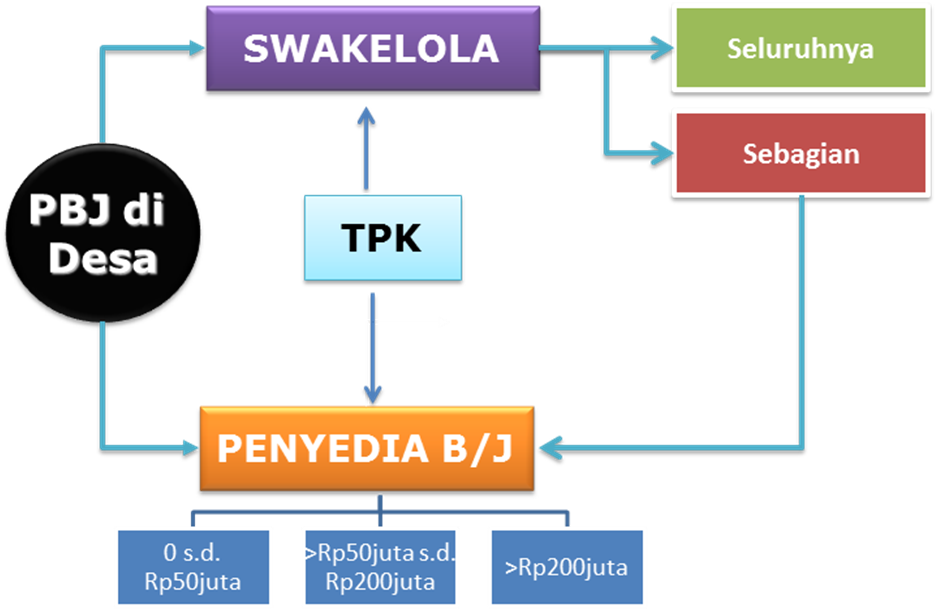 SWAKELOLA
Seluruhnya
Sebagian
PBJ di
Desa
TPK
PENYEDIA B/J
0 s.d.
Rp50juta
>Rp50juta s.d.
Rp200juta
>Rp200juta